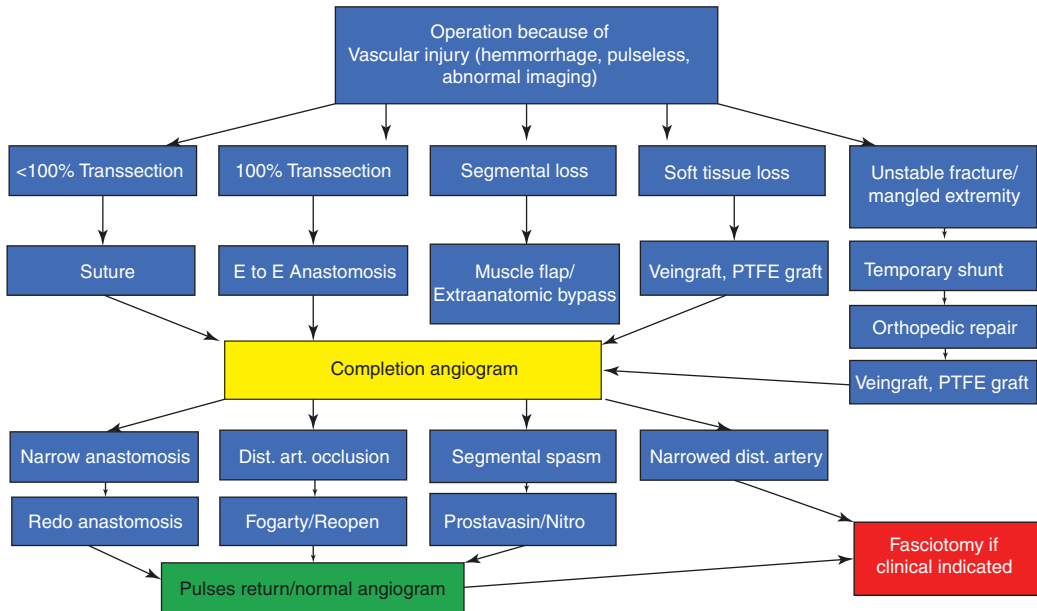 Operation because of
Vascular injury (hemmorrhage, pulseless,
abnormal imaging)
<100% Transsection
100% Transsection
Segmental loss
Soft tissue loss
Unstable fracture/
mangled extremity
Suture
E to E Anastomosis
Muscle flap/
Extraanatomic bypass
Veingraft, PTFE graft
Temporary shunt
Orthopedic repair
Veingraft, PTFE graft
Completion angiogram
Narrow anastomosis
Dist. art. occlusion
Segmental spasm
Narrowed dist. artery
Redo anastomosis
Fogarty/Reopen
Prostavasin/Nitro
Fasciotomy if
clinical indicated
Pulses return/normal angiogram